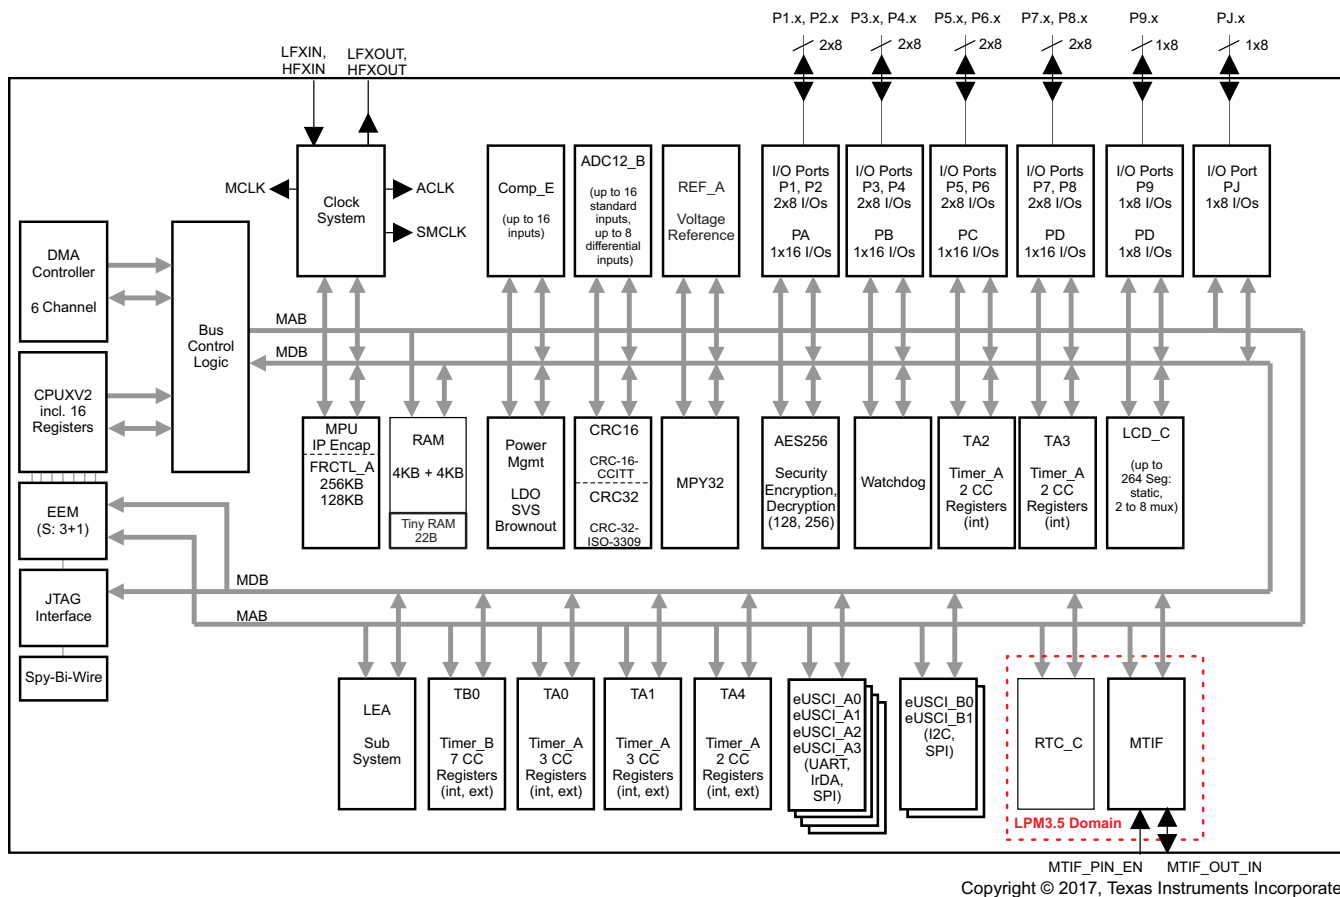 P1.x, P2.x
P3.x, P4.x
P5.x, P6.x
P7.x, P8.x
P9.x
PJ.x
2x8
2x8
2x8
2x8
1x8
1x8
LFXIN,
HFXIN
LFXOUT,
HFXOUT
MCLK
Clock
System
ACLK
SMCLK
Comp_E
(up to 16
inputs)
ADC12_B
(up to 16
standard
inputs,
up to 8
differential
inputs)
REF_A
Voltage
Reference
I/O Ports
P1, P2
2x8 I/Os
PA
1x16 I/Os
I/O Ports
P3, P4
2x8 I/Os
PB
1x16 I/Os
I/O Ports
P5, P6
2x8 I/Os
PC
1x16 I/Os
I/O Ports
P7, P8
2x8 I/Os
PD
1x16 I/Os
I/O Ports
P9
1x8 I/Os
PD
1x8 I/Os
I/O Port
PJ
1x8 I/Os
DMA
Controller
6 Channel
Bus
Control
Logic
MAB
MDB
CPUXV2
incl. 16
Registers
MPU
IP Encap
FRCTL_A
256KB
128KB
RAM
4KB + 4KB
Tiny RAM
22B
Power
Mgmt
LDO
SVS
Brownout
CRC16
CRC-16-
CCITT
CRC32
CRC-32-
ISO-3309
MPY32
AES256
Security
Encryption,
Decryption
(128, 256)
Watchdog
TA2
Timer_A
2 CC
Registers
(int)
TA3
Timer_A
2 CC
Registers
(int)
LCD_C
(up to
264 Seg:
static,
2 to 8 mux)
EEM
(S: 3+1)
JTAG
Interface
Spy-Bi-Wire
MDB
MAB
LEA
Sub
System
TB0
Timer_B
7 CC
Registers
(int, ext)
TA0
Timer_A
3 CC
Registers
(int, ext)
TA1
Timer_A
3 CC
Registers
(int, ext)
TA4
Timer_A
2 CC
Registers
(int, ext)
eUSCI_A0
eUSCI_A1
eUSCI_A2
eUSCI_A3
(UART,
IrDA,
SPI)
eUSCI_B0
eUSCI_B1
(I2C,
SPI)
RTC_C
MTIF
LPM3.5 Domain
MTIF_PIN_EN
MTIF_OUT_IN
Copyright © 2017, Texas Instruments Incorporate